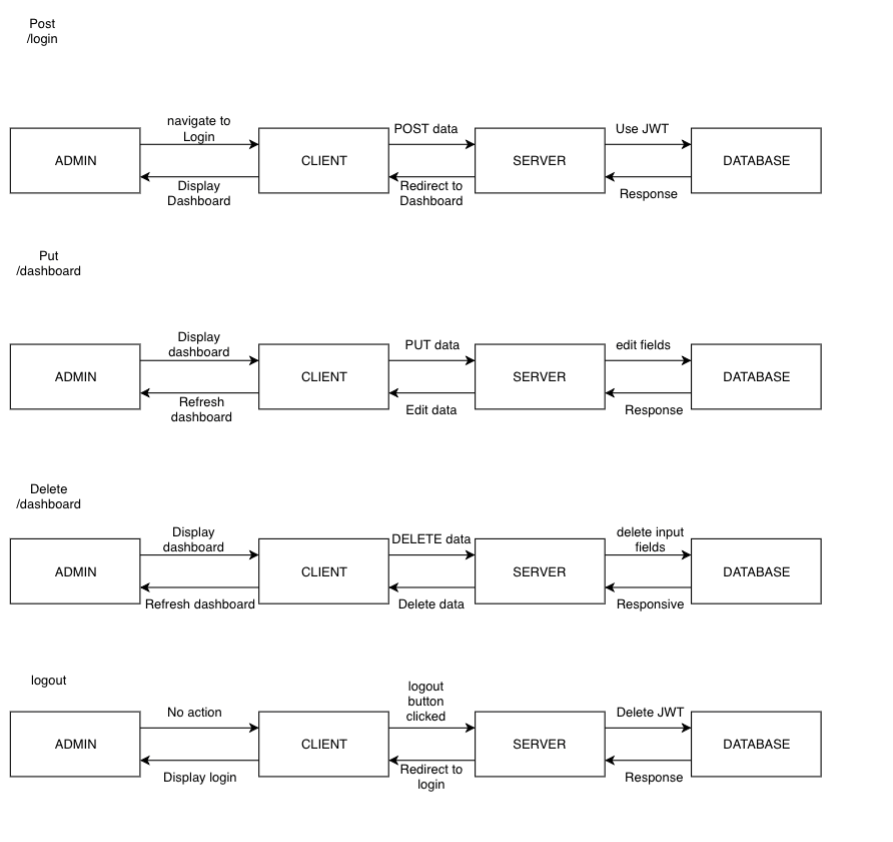 Post
/login
navigate to
Login
POST data
Use JWT
ADMIN
CLIENT
SERVER
DATABASE
Display
Dashboard
Redirect to
Dashboard
Response
Put
/dashboard
Display
dashboard
PUT data
edit fields
ADMIN
CLIENT
SERVER
DATABASE
Refresh
dashboard
Edit data
Response
Delete
/dashboard
Display
dashboard
DELETE data
delete input
fields
ADMIN
CLIENT
SERVER
DATABASE
Refresh dashboard
Delete data
Responsive
logout
No action
logout
button
clicked
Delete JWT
ADMIN
CLIENT
SERVER
DATABASE
Display login
Redirect to
login
Response